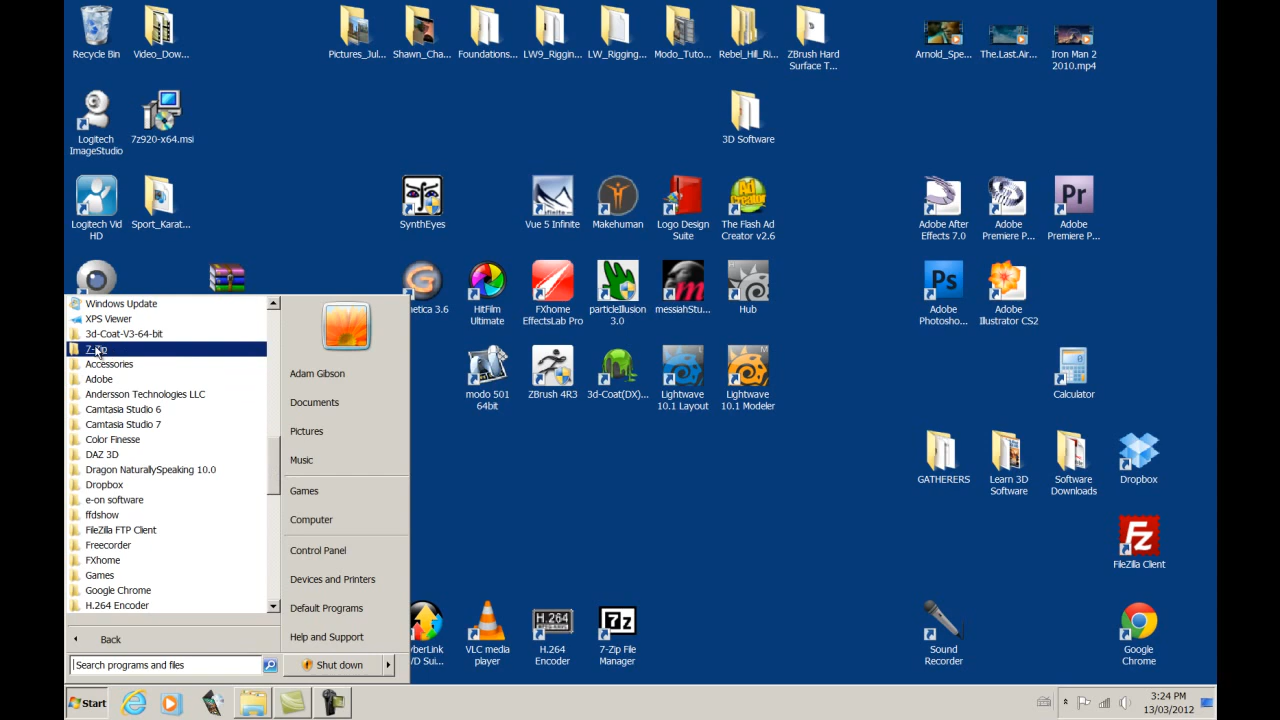 Recycle Bin
Video_Dow...
Pictures_Jul...
Shawn_Cha...
Foundations...
LW9_Riggin...
LW_Rigging...
Modo_Tuto...
Rebel_Hill_Ri...
ZBrush Hard
Surface T...
Arnold_Spe...
The.Last.Air...
Iron Man 2
2010.mp4
Logitech
ImageStudio
7z920-x64.msi
3D Software
Logitech Vid
HD
Sport_Karat...
SynthEyes
Vue 5 Infinite
Makehuman
Logo Design
Suite
The Flash Ad
Creator v2.6
Adobe After
Effects 7.0
Adobe
Premiere P...
Adobe
Premiere P...
HitFilm
Ultimate
FXhome
EffectsLab Pro
particleIllusion
3.0
messiahStu...
Hub
Adobe
Photosho...
Adobe
Illustrator CS2
modo 501
64bit
ZBrush 4R3
3d-Coat(DX)...
Lightwave
10.1 Layout
Lightwave
10.1 Modeler
Calculator
GATHERERS
Learn 3D
Software
Software
Downloads
Dropbox
FileZilla Client
VLC media
player
H.264
Encoder
7-Zip File
Manager
Sound
Recorder
Google
Chrome
Windows Update
XPS Viewer
3d-Coat-V3-64-bit
7-Zip
Accessories
Adobe
Andersson Technologies LLC
Camtasia Studio 6
Camtasia Studio 7
Color Finesse
DAZ 3D
Dragon NaturallySpeaking 10.0
Dropbox
e-on software
ffdshow
FileZilla FTP Client
Freecorder
FXhome
Games
Google Chrome
H.264 Encoder
Back
Search programs and files
Adam Gibson
Documents
Pictures
Music
Games
Computer
Control Panel
Devices and Printers
Default Programs
Help and Support
Shut down
Start
3:24 PM
13/03/2012